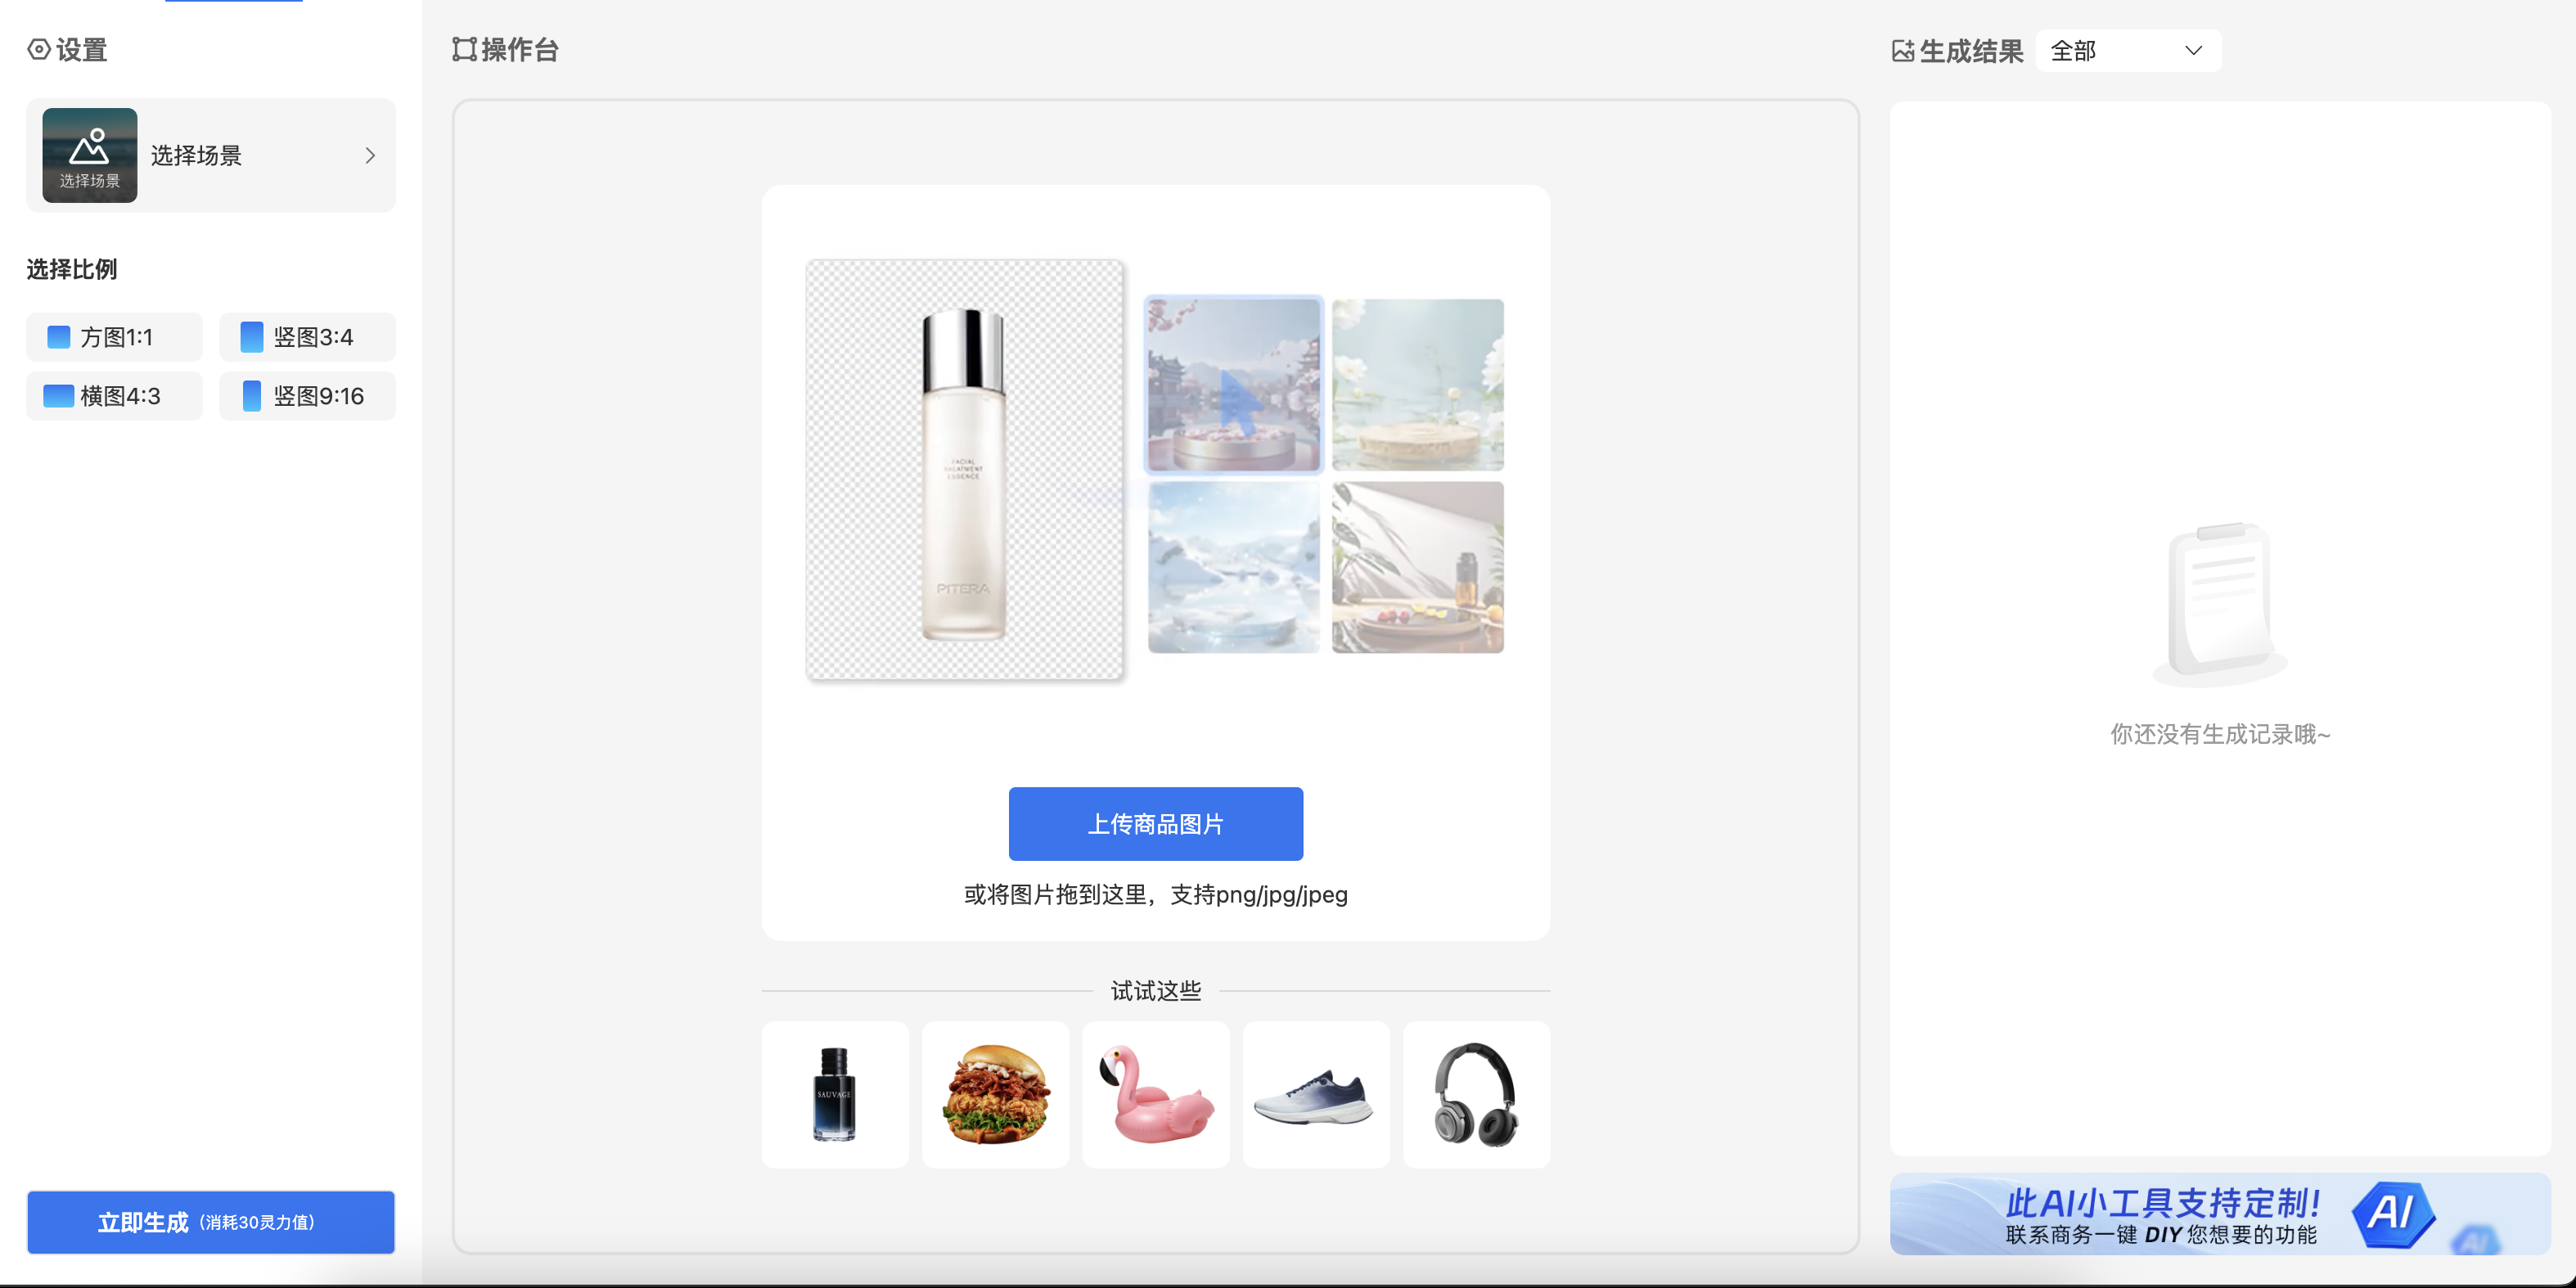 设置
选择场景
选择场景
选择比例
方图1:1
竖图3:4
横图4:3
竖图9:16
立即生成（消耗30灵力值）
操作台
FACIAL
TREATMENT
ESSENCE
PITERA
上传商品图片
或将图片拖到这里，支持png/jpg/jpeg
试试这些
SAUVAGE
生成结果
全部
你还没有生成记录哦~
此AI小工具支持定制!
联系商务一键 DIY 您想要的功能
AI
AI